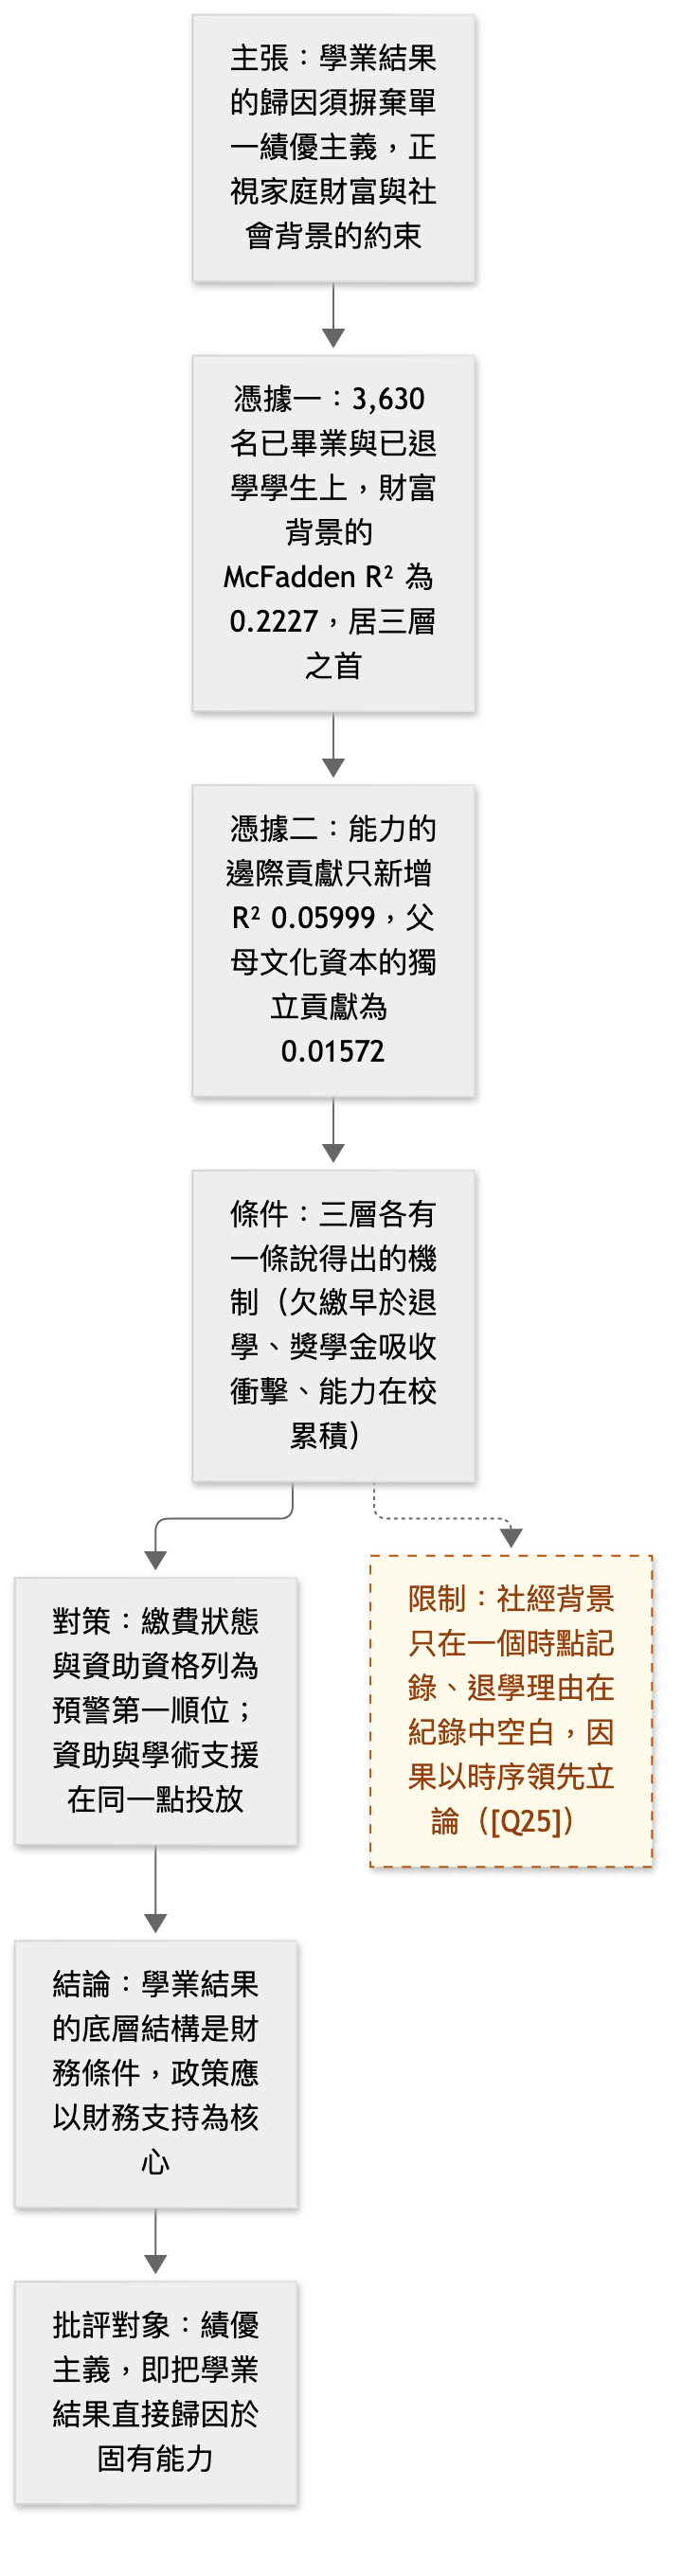 主張：學業結果
的歸因須摒棄單
一績優主義，正
視家庭財富與社
會背景的約束
憑據一：3,630
名已畢業與已退
學學生上，財富
背景的
McFadden R² 為
0.2227，居三層
之首
憑據二：能力的
邊際貢獻只新增
R² 0.05999，父
母文化資本的獨
立貢獻為
0.01572
條件：三層各有
一條說得出的機
制（欠繳早於退
學、獎學金吸收
衝擊、能力在校
累積）
對策：繳費狀態
與資助資格列為
預警第一順位；
資助與學術支援
在同一點投放
限制：社經背景
只在一個時點記
錄、退學理由在
紀錄中空白，因
果以時序領先立
論（[Q25]）
結論：學業結果
的底層結構是財
務條件，政策應
以財務支持為核
心
批評對象：績優
主義，即把學業
結果直接歸因於
固有能力